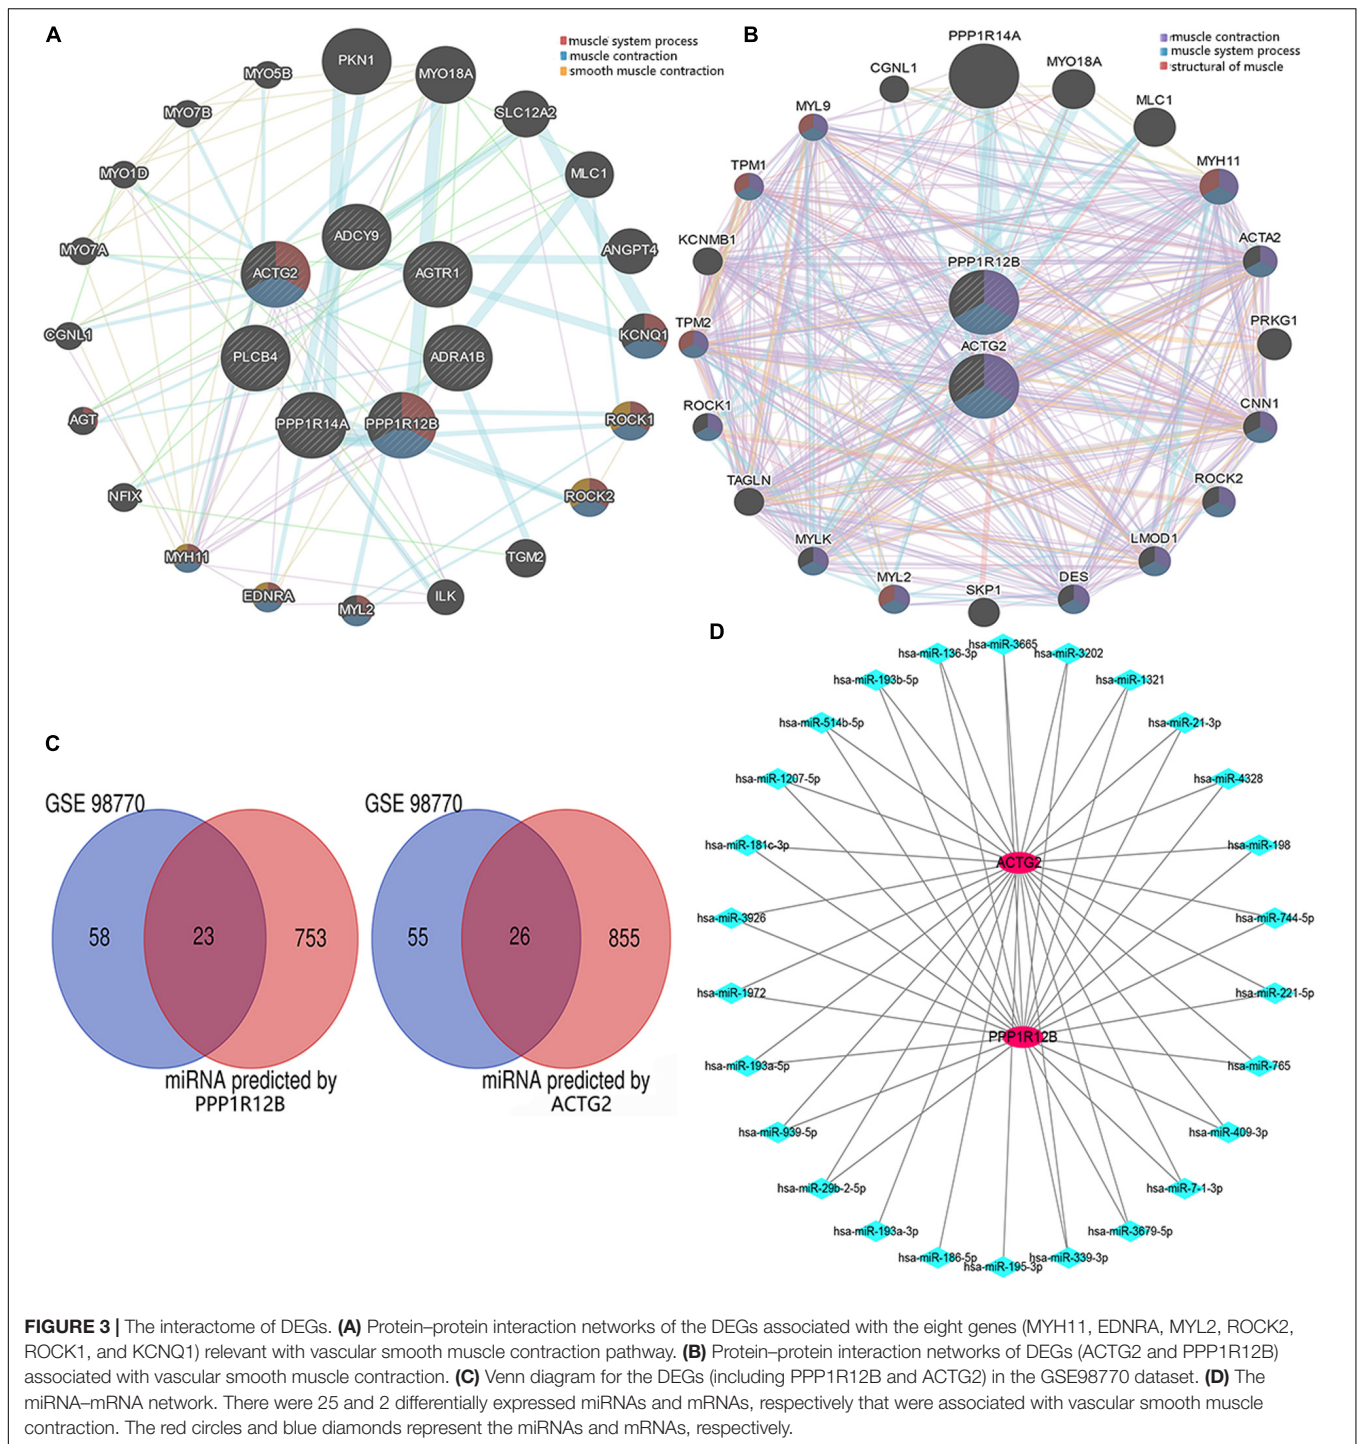 A
muscle system process
muscle contraction
smooth muscle contraction
PKN1
MYO18A
SLC12A2
MLC1
ANGPT4
KCNQ1
ROCK1
ROCK2
TGM2
ILK
MYL2
EDNRA
MYH11
NFIX
AGT
CGNL1
MYO7A
MYO1D
MYO7B
MYO5B
ADCY9
AGTR1
ADRA1B
PPP1R12B
PPP1R14A
PLCB4
ACTG2
B
muscle contraction
muscle system process
structural of muscle
PPP1R14A
MYO18A
MLC1
MYH11
ACTA2
PRKG1
CNN1
ROCK2
LMOD1
DES
SKP1
MYL2
MYLK
TAGLN
ROCK1
TPM2
KCNMB1
TPM1
MYL9
CGNL1
PPP1R12B
ACTG2
C
GSE 98770
58
23
753
miRNA predicted by
PPP1R12B
GSE 98770
55
26
855
miRNA predicted by
ACTG2
D
hsa-miR-3665
hsa-miR-3202
hsa-miR-1321
hsa-miR-21-3p
hsa-miR-4328
hsa-miR-198
hsa-miR-744-5p
hsa-miR-221-5p
hsa-miR-765
hsa-miR-409-3p
hsa-miR-7-1-3p
hsa-miR-3679-5p
hsa-miR-339-3p
hsa-miR-195-3p
hsa-miR-186-5p
hsa-miR-193a-3p
hsa-miR-29b-2-5p
hsa-miR-939-5p
hsa-miR-193a-5p
hsa-miR-1972
hsa-miR-3926
hsa-miR-181c-3p
hsa-miR-1207-5p
hsa-miR-514b-5p
hsa-miR-193b-5p
hsa-miR-136-3p
ACTG2
PPP1R12B
FIGURE 3 | The interactome of DEGs. (A) Protein–protein interaction networks of the DEGs associated with the eight genes (MYH11, EDNRA, MYL2, ROCK2,
ROCK1, and KCNQ1) relevant with vascular smooth muscle contraction pathway. (B) Protein–protein interaction networks of DEGs (ACTG2 and PPP1R12B)
associated with vascular smooth muscle contraction. (C) Venn diagram for the DEGs (including PPP1R12B and ACTG2) in the GSE98770 dataset. (D) The
miRNA–mRNA network. There were 25 and 2 differentially expressed miRNAs and mRNAs, respectively that were associated with vascular smooth muscle
contraction. The red circles and blue diamonds represent the miRNAs and mRNAs, respectively.